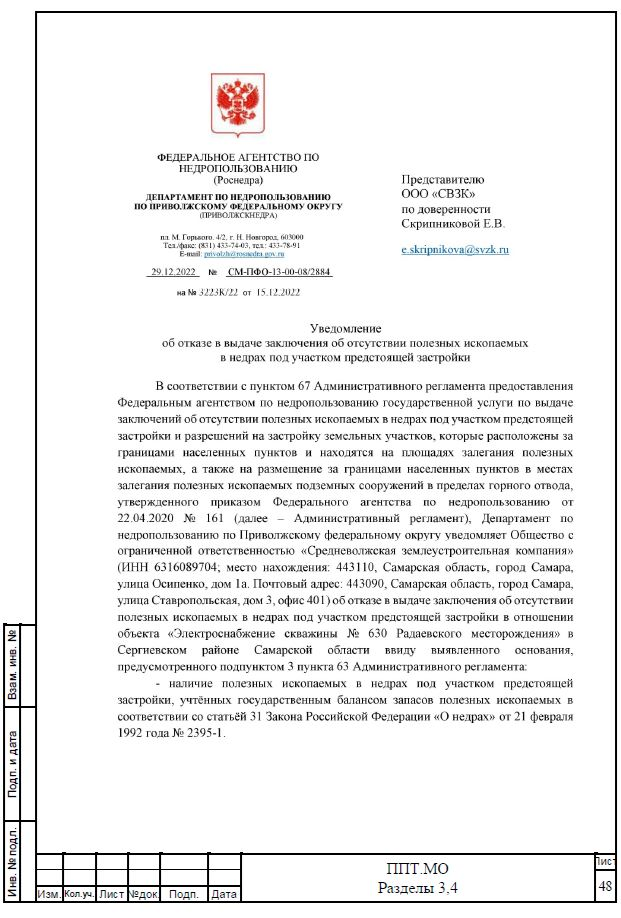 ФЕДЕРАЛЬНОЕ АГЕНТСТВО ПО
НЕДРОПОЛЬЗОВАНИЮ
(Роснедра)
ДЕПАРТАМЕНТ ПО НЕДРОПОЛЬЗОВАНИЮ
ПО ПРИВОЛЖСКОМУ ФЕДЕРАЛЬНОМУ ОКРУГУ
(ПРИВОЛЖСКНЕДРА)
пл. М. Горького, 4/2, г. Н. Новгород, 603000
Тел./факс: (831) 433-74-03, тел.: 433-78-91
E-mail: privolzh@rosnedra.gov.ru
29.12.2022 № СМ-ПФО-13-00-08/2884
на № 3223К/22 от 15.12.2022
Представителю
ООО «СВЗК»
по доверенности
Скрипниковой Е.В.
e.skripnikova@svzk.ru
Уведомление
об отказе в выдаче заключения об отсутствии полезных ископаемых
в недрах под участком предстоящей застройки
В соответствии с пунктом 67 Административного регламента предоставления
Федеральным агентством по недропользованию государственной услуги по выдаче
заключений об отсутствии полезных ископаемых в недрах под участком предстоящей
застройки и разрешений на застройку земельных участков, которые расположены за
границами населенных пунктов и находятся на площадях залегания полезных
ископаемых, а также на размещение за границами населенных пунктов в местах
залегания полезных ископаемых подземных сооружений в пределах горного отвода,
утвержденного приказом Федерального агентства по недропользованию от
22.04.2020 № 161 (далее – Административный регламент), Департамент по
недропользованию по Приволжскому федеральному округу уведомляет Общество с
ограниченной ответственностью «Средневолжская землеустроительная компания»
(ИНН 6316089704; место нахождения: 443110, Самарская область, город Самара,
улица Осипенко, дом 1а. Почтовый адрес: 443090, Самарская область, город Самара,
улица Ставропольская, дом 3, офис 401) об отказе в выдаче заключения об отсутствии
полезных ископаемых в недрах под участком предстоящей застройки в отношении
объекта «Электроснабжение скважины № 630 Радаевского месторождения» в
Сергиевском районе Самарской области ввиду выявленного основания,
предусмотренного подпунктом 3 пункта 63 Административного регламента:
- наличие полезных ископаемых в недрах под участком предстоящей
застройки, учтённых государственным балансом запасов полезных ископаемых в
соответствии со статьёй 31 Закона Российской Федерации «О недрах» от 21 февраля
1992 года № 2395-1.
Взам. инв. №
Подп. и дата
Инв. № подл.
Изм. Кол.уч. Лист №док. Подп. Дата
ППТ.МО
Разделы 3,4
Лист
48